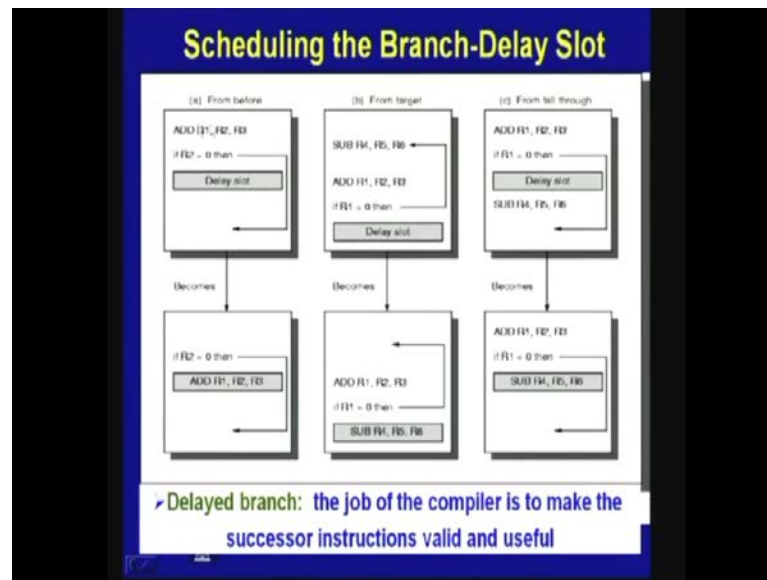 Scheduling the Branch-Delay Slot
(a) From before
(b) From target
(c) From fall through
ADD R1, R2, R3
if R2 = 0 then
Delay slot
SUB R4, R5, R6
ADD R1, R2, R3
if R1 = 0 then
Delay slot
ADD R1, R2, R3
if R1 = 0 then
Delay slot
SUB R4, R5, R6
Becomes
Becomes
Becomes
if R2 = 0 then
ADD R1, R2, R3
ADD R1, R2, R3
if R1 = 0 then
SUB R4, R5, R6
ADD R1, R2, R3
if R1 = 0 then
SUB R4, R5, R6
➢Delayed branch: the job of the compiler is to make the
successor instructions valid and useful